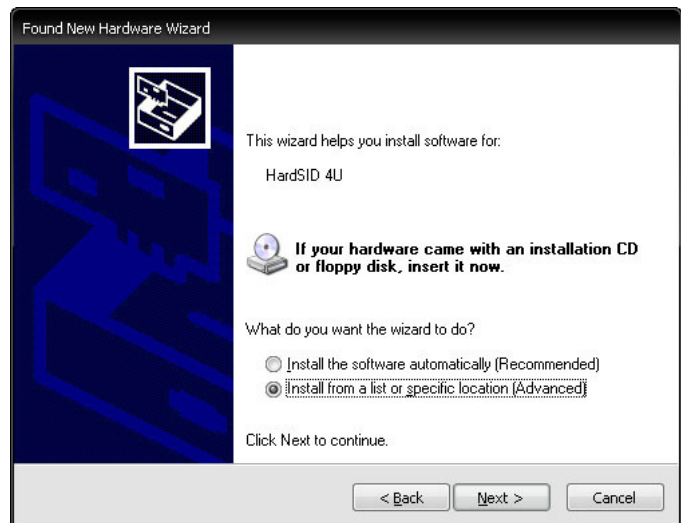 Found New Hardware Wizard
This wizard helps you install software for:
HardSID 4U
If your hardware came with an installation CD
or floppy disk, insert it now.
What do you want the wizard to do?
Install the software automatically (Recommended)
Install from a list or specific location (Advanced)
Click Next to continue.
< Back Next > Cancel